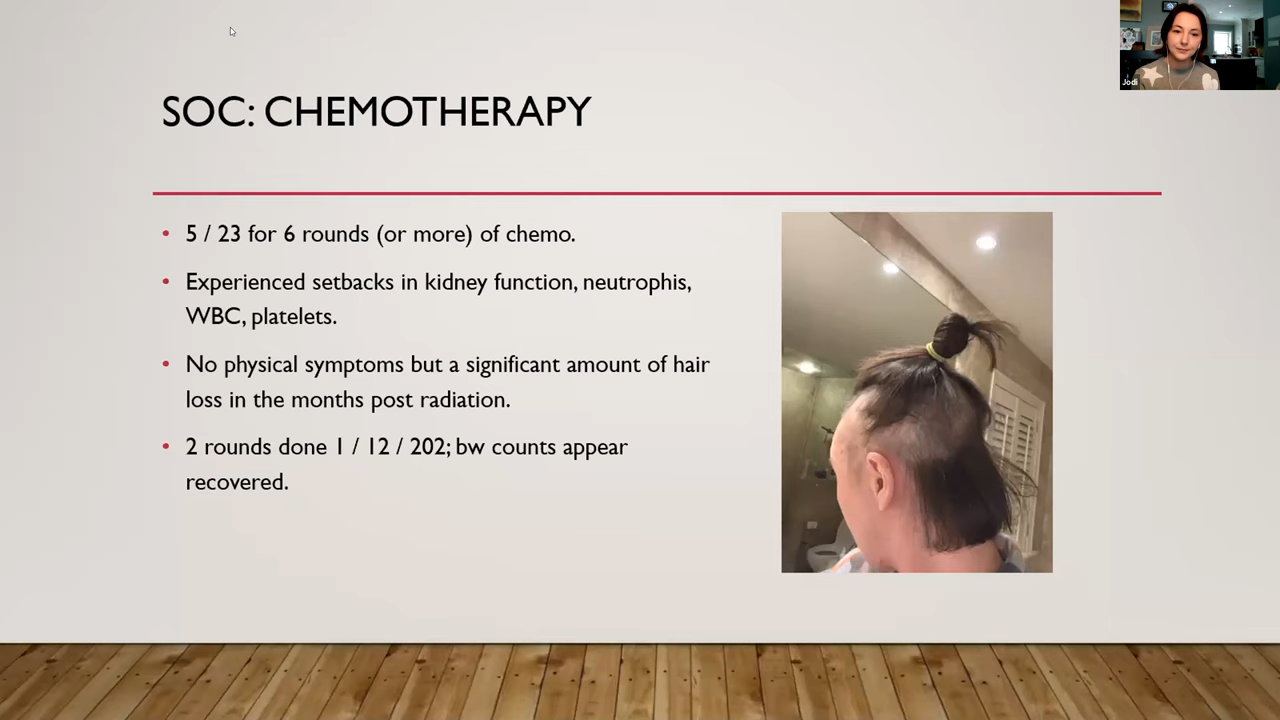 Jodi
SOC: CHEMOTHERAPY
• 5 / 23 for 6 rounds (or more) of chemo.
• Experienced setbacks in kidney function, neutrophis,
WBC, platelets.
• No physical symptoms but a significant amount of hair
loss in the months post radiation.
• 2 rounds done 1 / 12 / 202; bw counts appear
recovered.